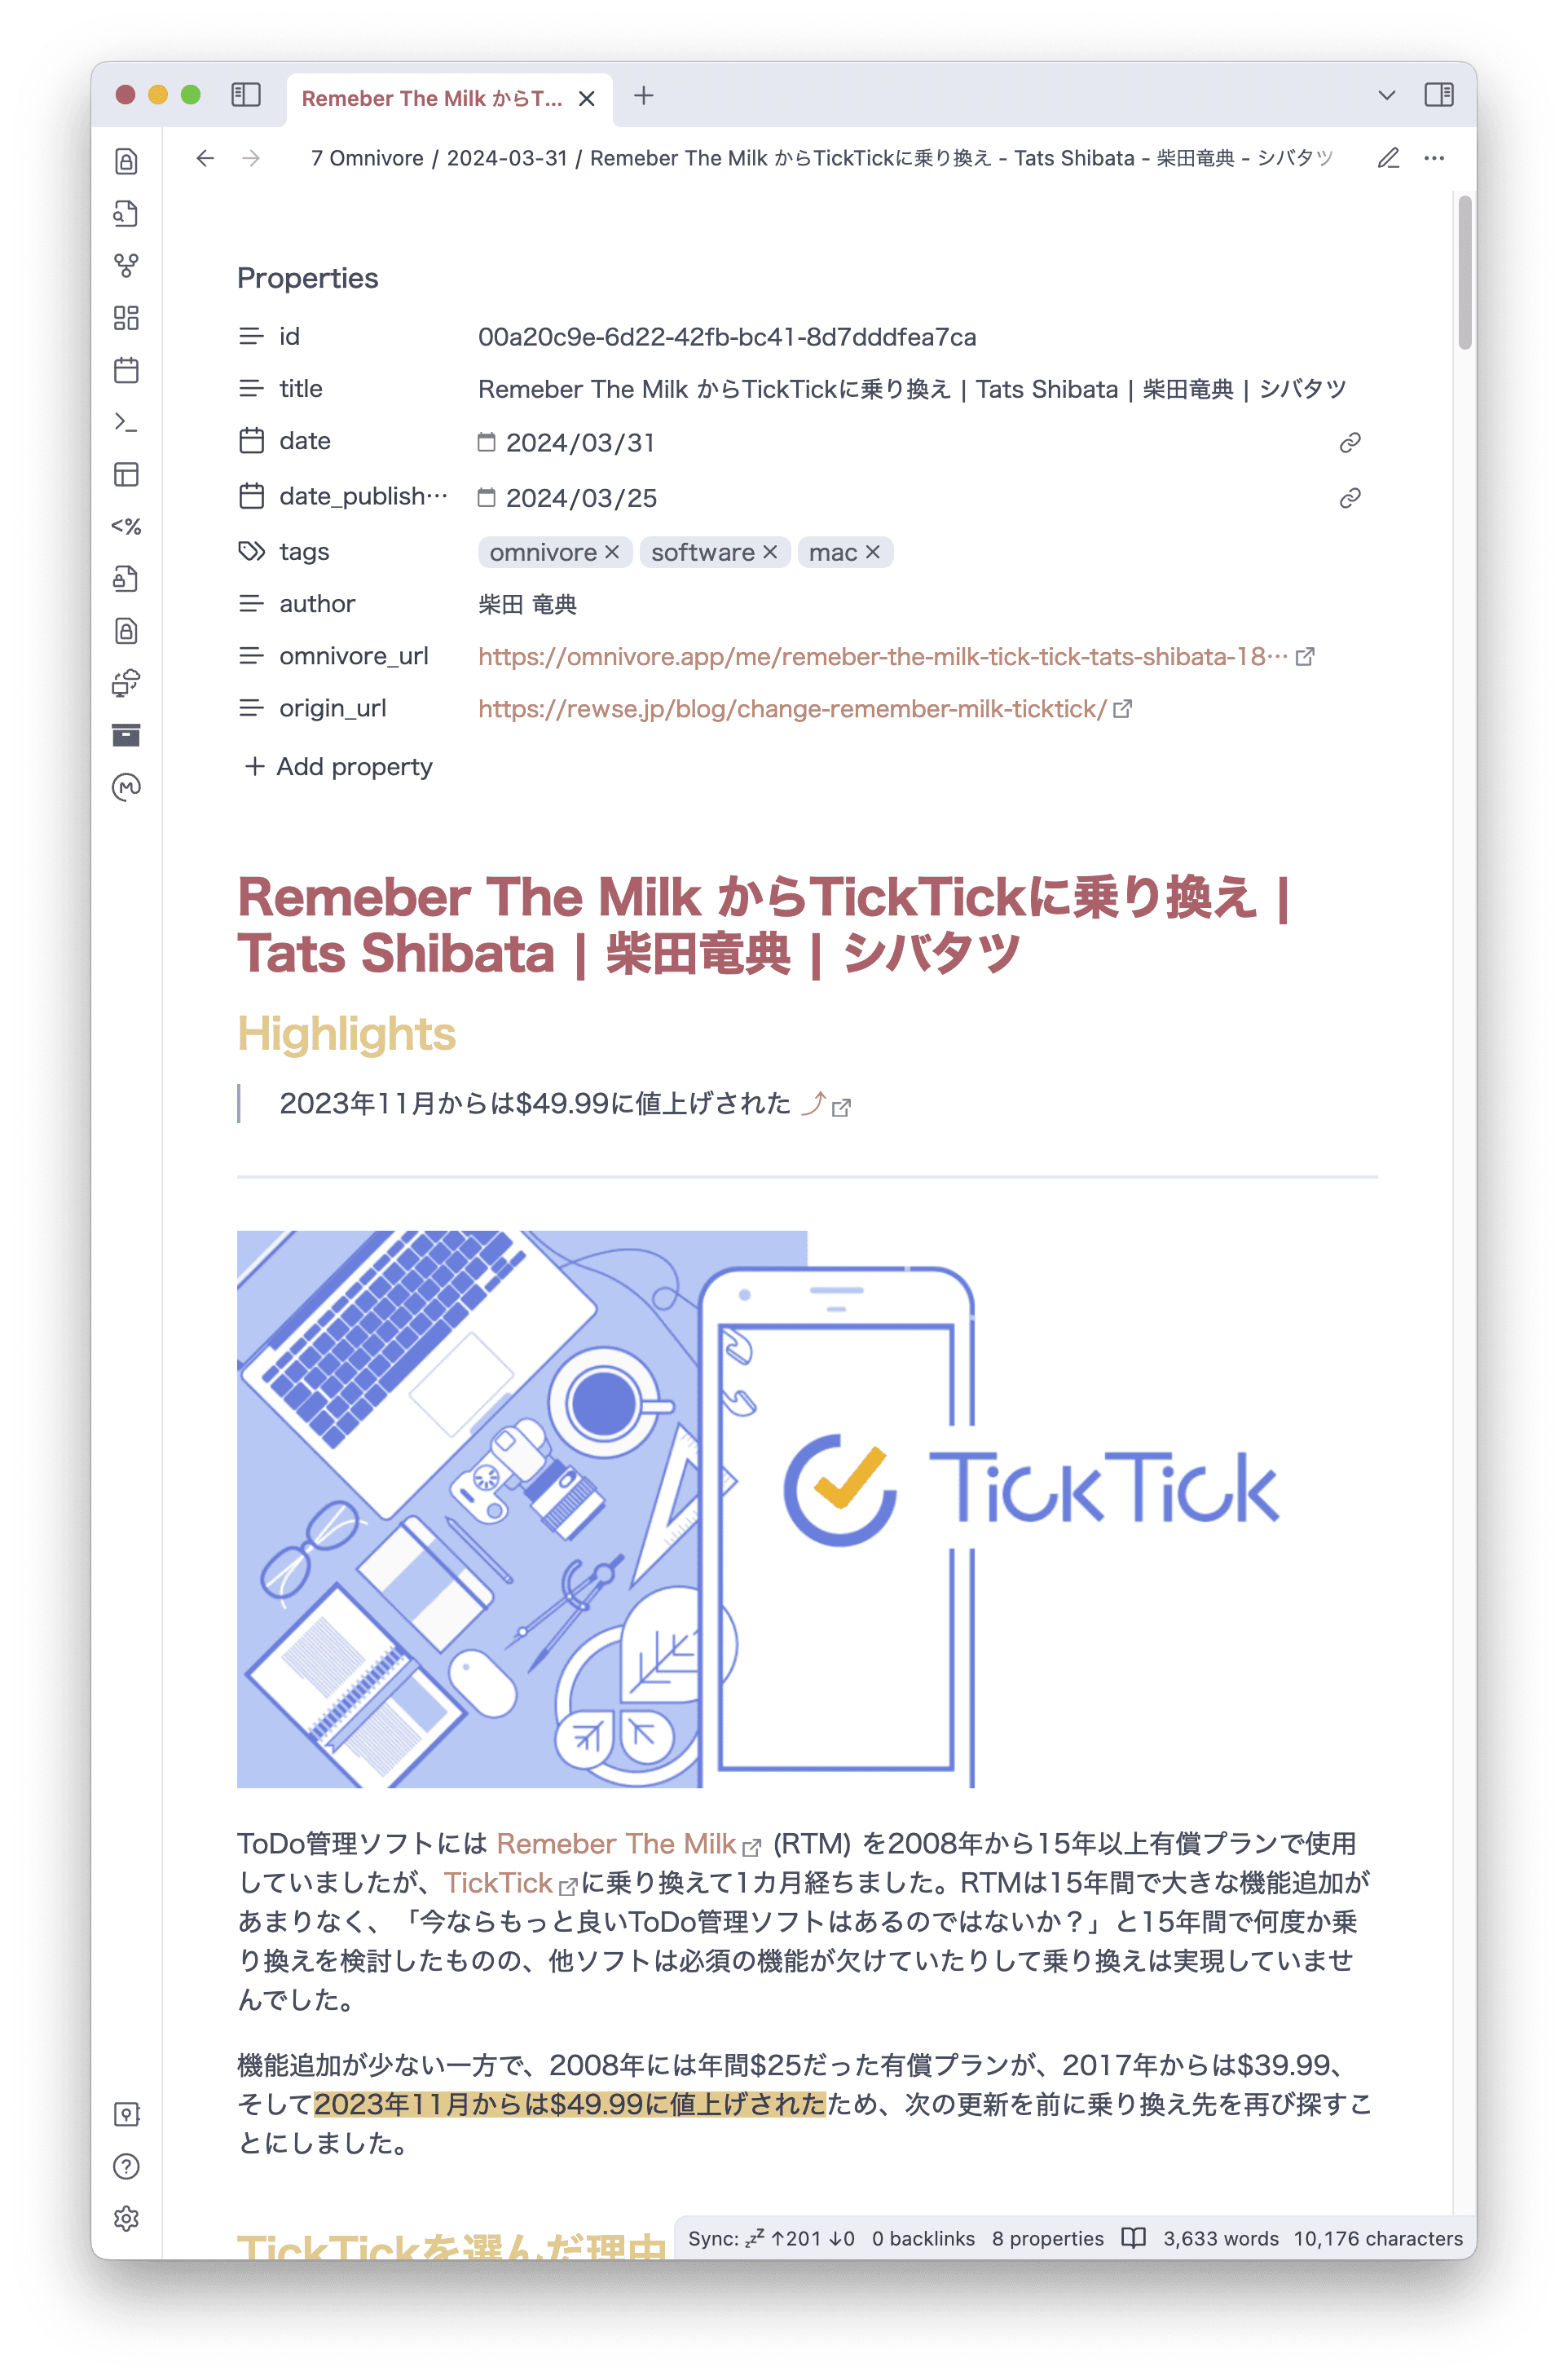 Remeber The Milk からT...
7 Omnivore / 2024-03-31 / Remeber The Milk からTickTickに乗り換え - Tats Shibata - 柴田竜典 - シバタツ
Properties
id 00a20c9e-6d22-42fb-bc41-8d7dddfea7ca
title Remeber The Milk からTickTickに乗り換え | Tats Shibata | 柴田竜典 | シバタツ
date 2024/03/31
date_publish… 2024/03/25
tags omnivore software mac
author 柴田 竜典
omnivore_url https://omnivore.app/me/remeber-the-milk-tick-tick-tats-shibata-18…
origin_url https://rewse.jp/blog/change-remember-milk-ticktick/
Add property
Remeber The Milk からTickTickに乗り換え |
Tats Shibata | 柴田竜典 | シバタツ
Highlights
2023年11月からは$49.99に値上げされた ⤴
TickTick
ToDo管理ソフトには Remeber The Milk (RTM) を2008年から15年以上有償プランで使用
していましたが、TickTickに乗り換えて1カ月経ちました。RTMは15年間で大きな機能追加が
あまりなく、「今ならもっと良いToDo管理ソフトはあるのではないか？」と15年間で何度か乗
り換えを検討したものの、他ソフトは必須の機能が欠けていたりして乗り換えは実現していませ
んでした。
機能追加が少ない一方で、2008年には年間$25だった有償プランが、2017年からは$39.99、
そして2023年11月からは$49.99に値上げされたため、次の更新を前に乗り換え先を再び探すこ
とにしました。
TickTickを選んだ理由
Sync: 💤 ↑201 ↓0 0 backlinks 8 properties 3,633 words 10,176 characters